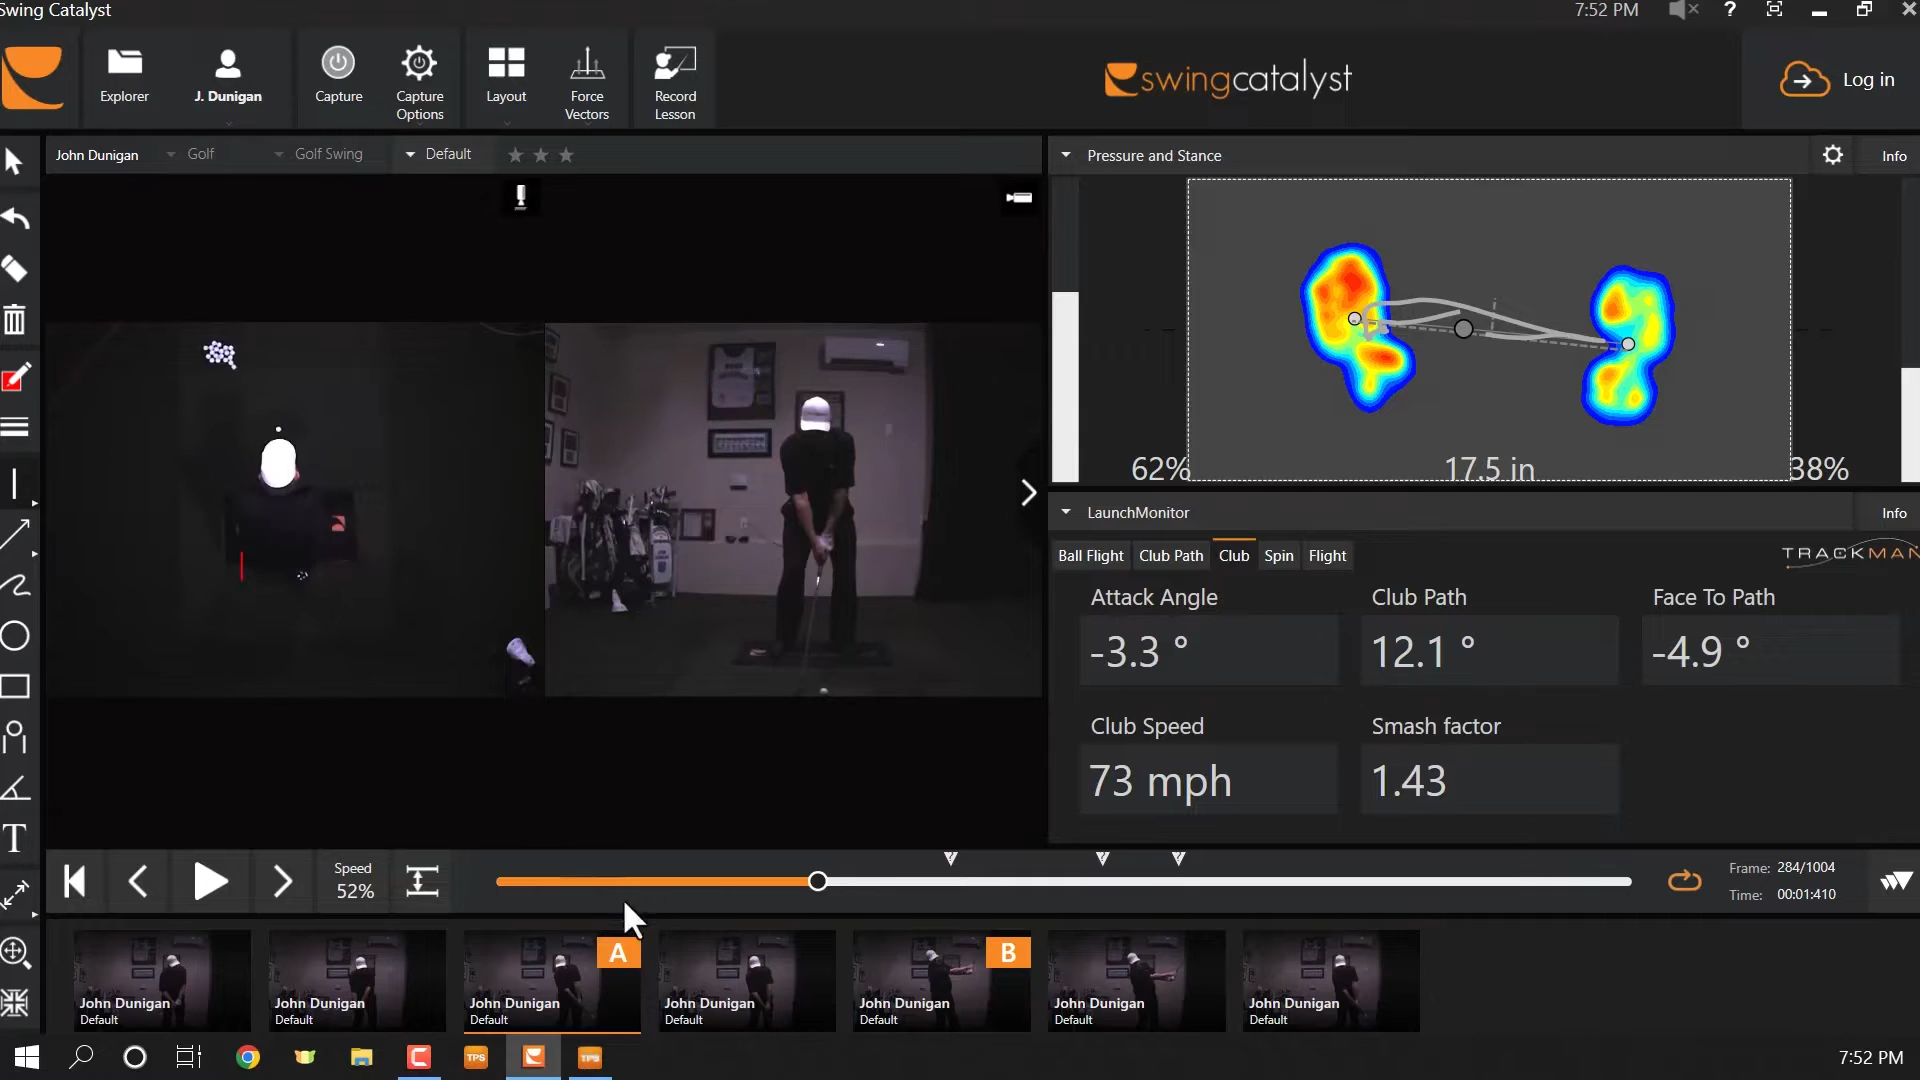 Swing Catalyst
7:52 PM
?
Explorer
J. Dunigan
Capture
Capture
Options
Layout
Force
Vectors
Record
Lesson
swingcatalyst
Log in
John Dunigan
Golf
Golf Swing
Default
Pressure and Stance
Info
62%
17.5 in
38%
LaunchMonitor
Info
Ball Flight
Club Path
Club
Spin
Flight
TRACKMAN
Attack Angle
Club Path
Face To Path
-3.3 °
12.1 °
-4.9 °
Club Speed
Smash factor
73 mph
1.43
T
Speed
52%
Frame: 284/1004
Time: 00:01:410
A
B
John Dunigan
Default
John Dunigan
Default
John Dunigan
Default
John Dunigan
Default
John Dunigan
Default
John Dunigan
Default
John Dunigan
Default
TPS
TPS
7:52 PM